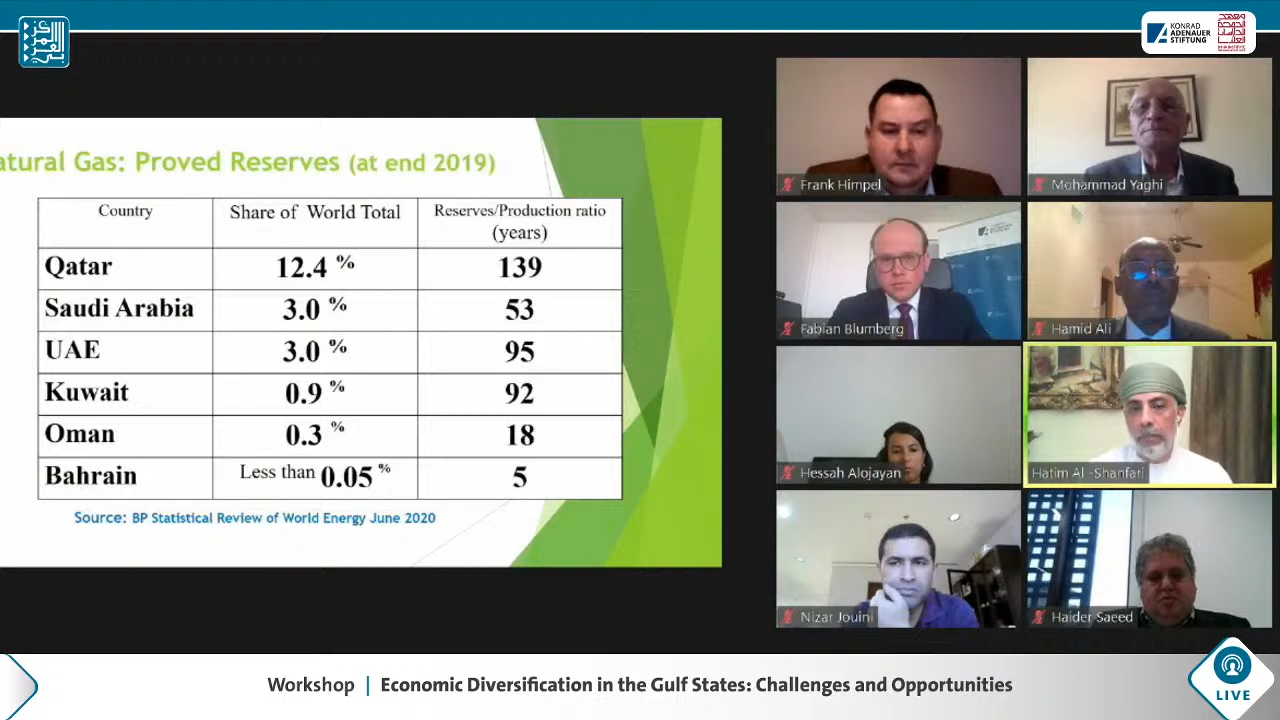 KONRAD
ADENAUER
STIFTUNG
معهد
الدوحة
DOHA INSTITUTE
atural Gas: Proved Reserves (at end 2019)
Country Share of World Total Reserves/Production ratio
(years)
Qatar 12.4 % 139
Saudi Arabia 3.0 % 53
UAE 3.0 % 95
Kuwait 0.9 % 92
Oman 0.3 % 18
Bahrain Less than 0.05 % 5
Source: BP Statistical Review of World Energy June 2020
Frank Himpel
Mohammad Yaghi
Fabian Blumberg
Hamid Ali
Hessah Alojayan
Hatim Al -Shanfari
Nizar Jouini
Haider Saeed
Workshop | Economic Diversification in the Gulf States: Challenges and Opportunities
LIVE